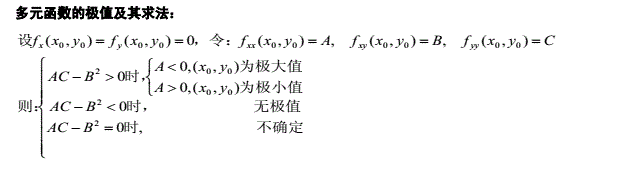 多元函数的极值及其求法：
设f_x(x_0,y_0)=f_y(x_0,y_0)=0，令：f_xx(x_0,y_0)=A, f_xy(x_0,y_0)=B, f_yy(x_0,y_0)=C
则：{ AC−B^2>0时，{ A<0,(x_0,y_0)为极大值
A>0,(x_0,y_0)为极小值
AC−B^2<0时， 无极值
AC−B^2=0时, 不确定